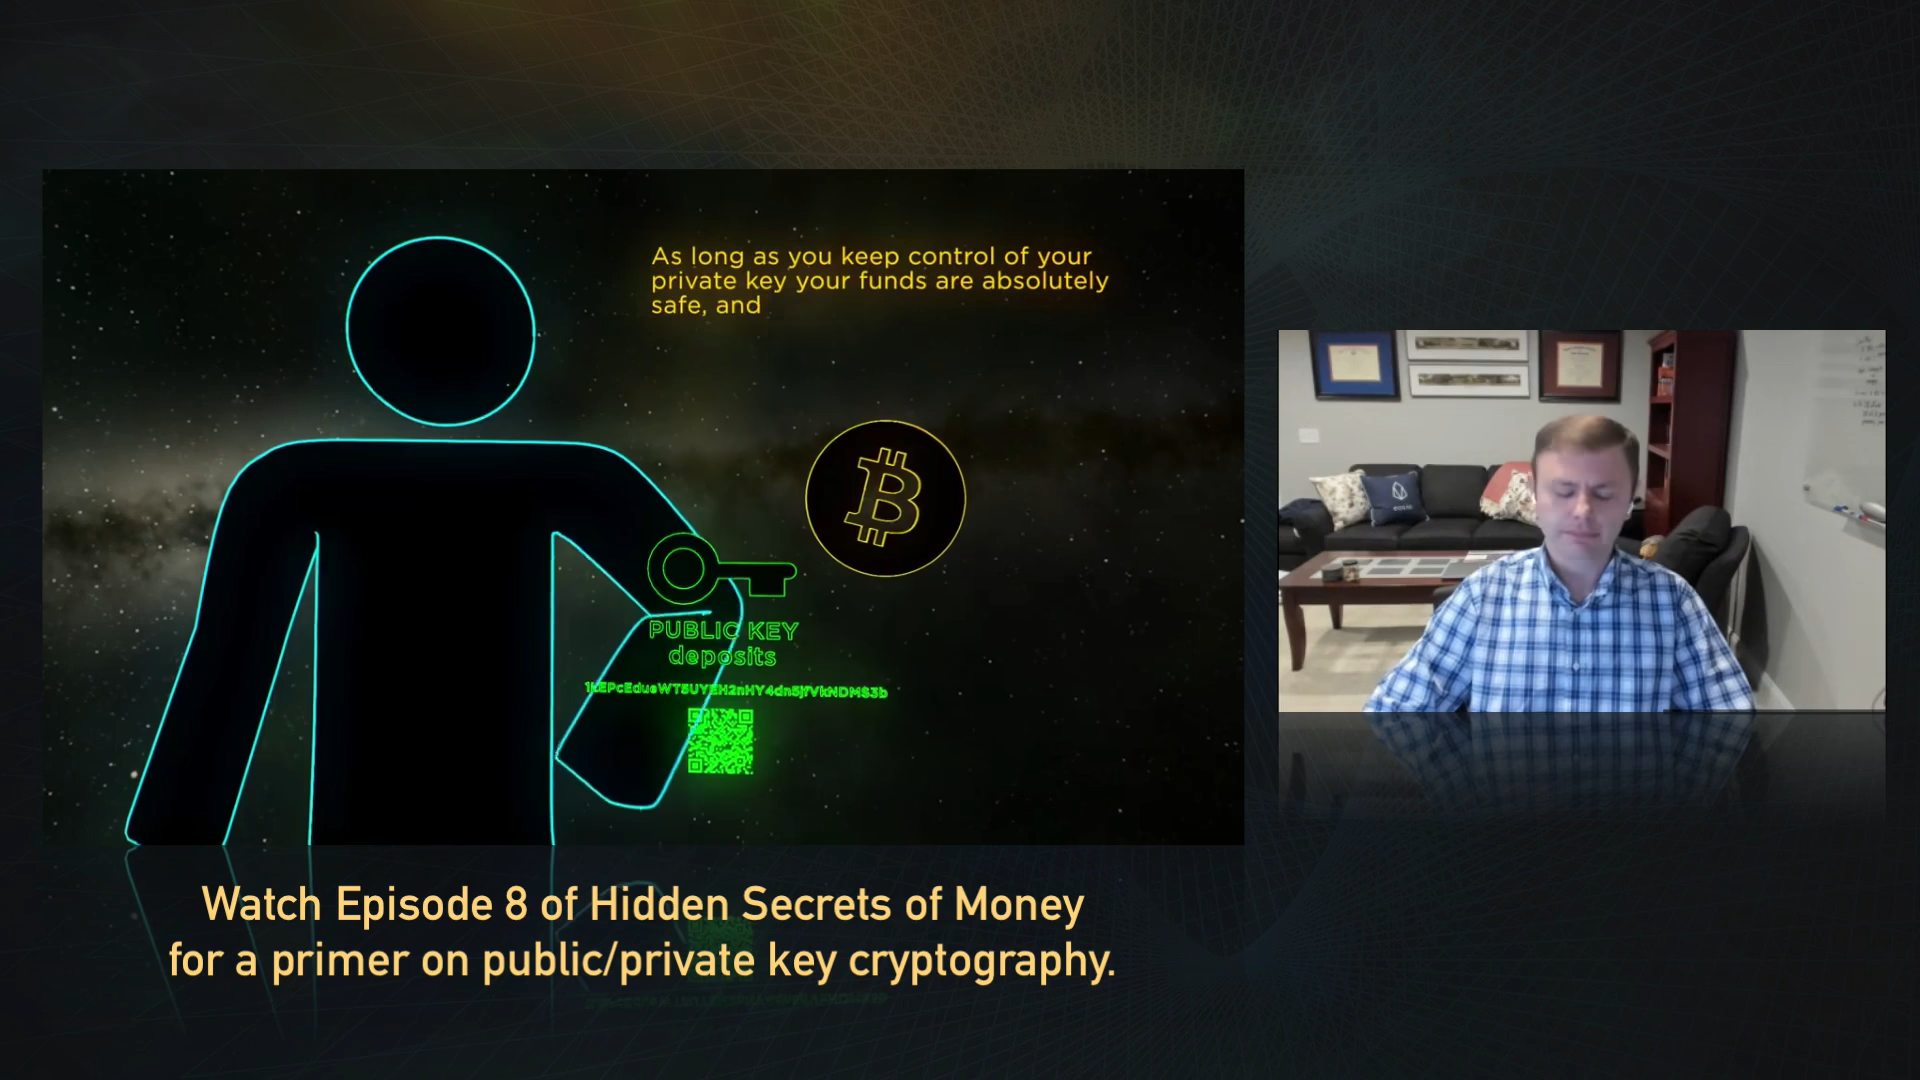 As long as you keep control of your
private key your funds are absolutely
safe, and
PUBLIC KEY
deposits
Watch Episode 8 of Hidden Secrets of Money
for a primer on public/private key cryptography.